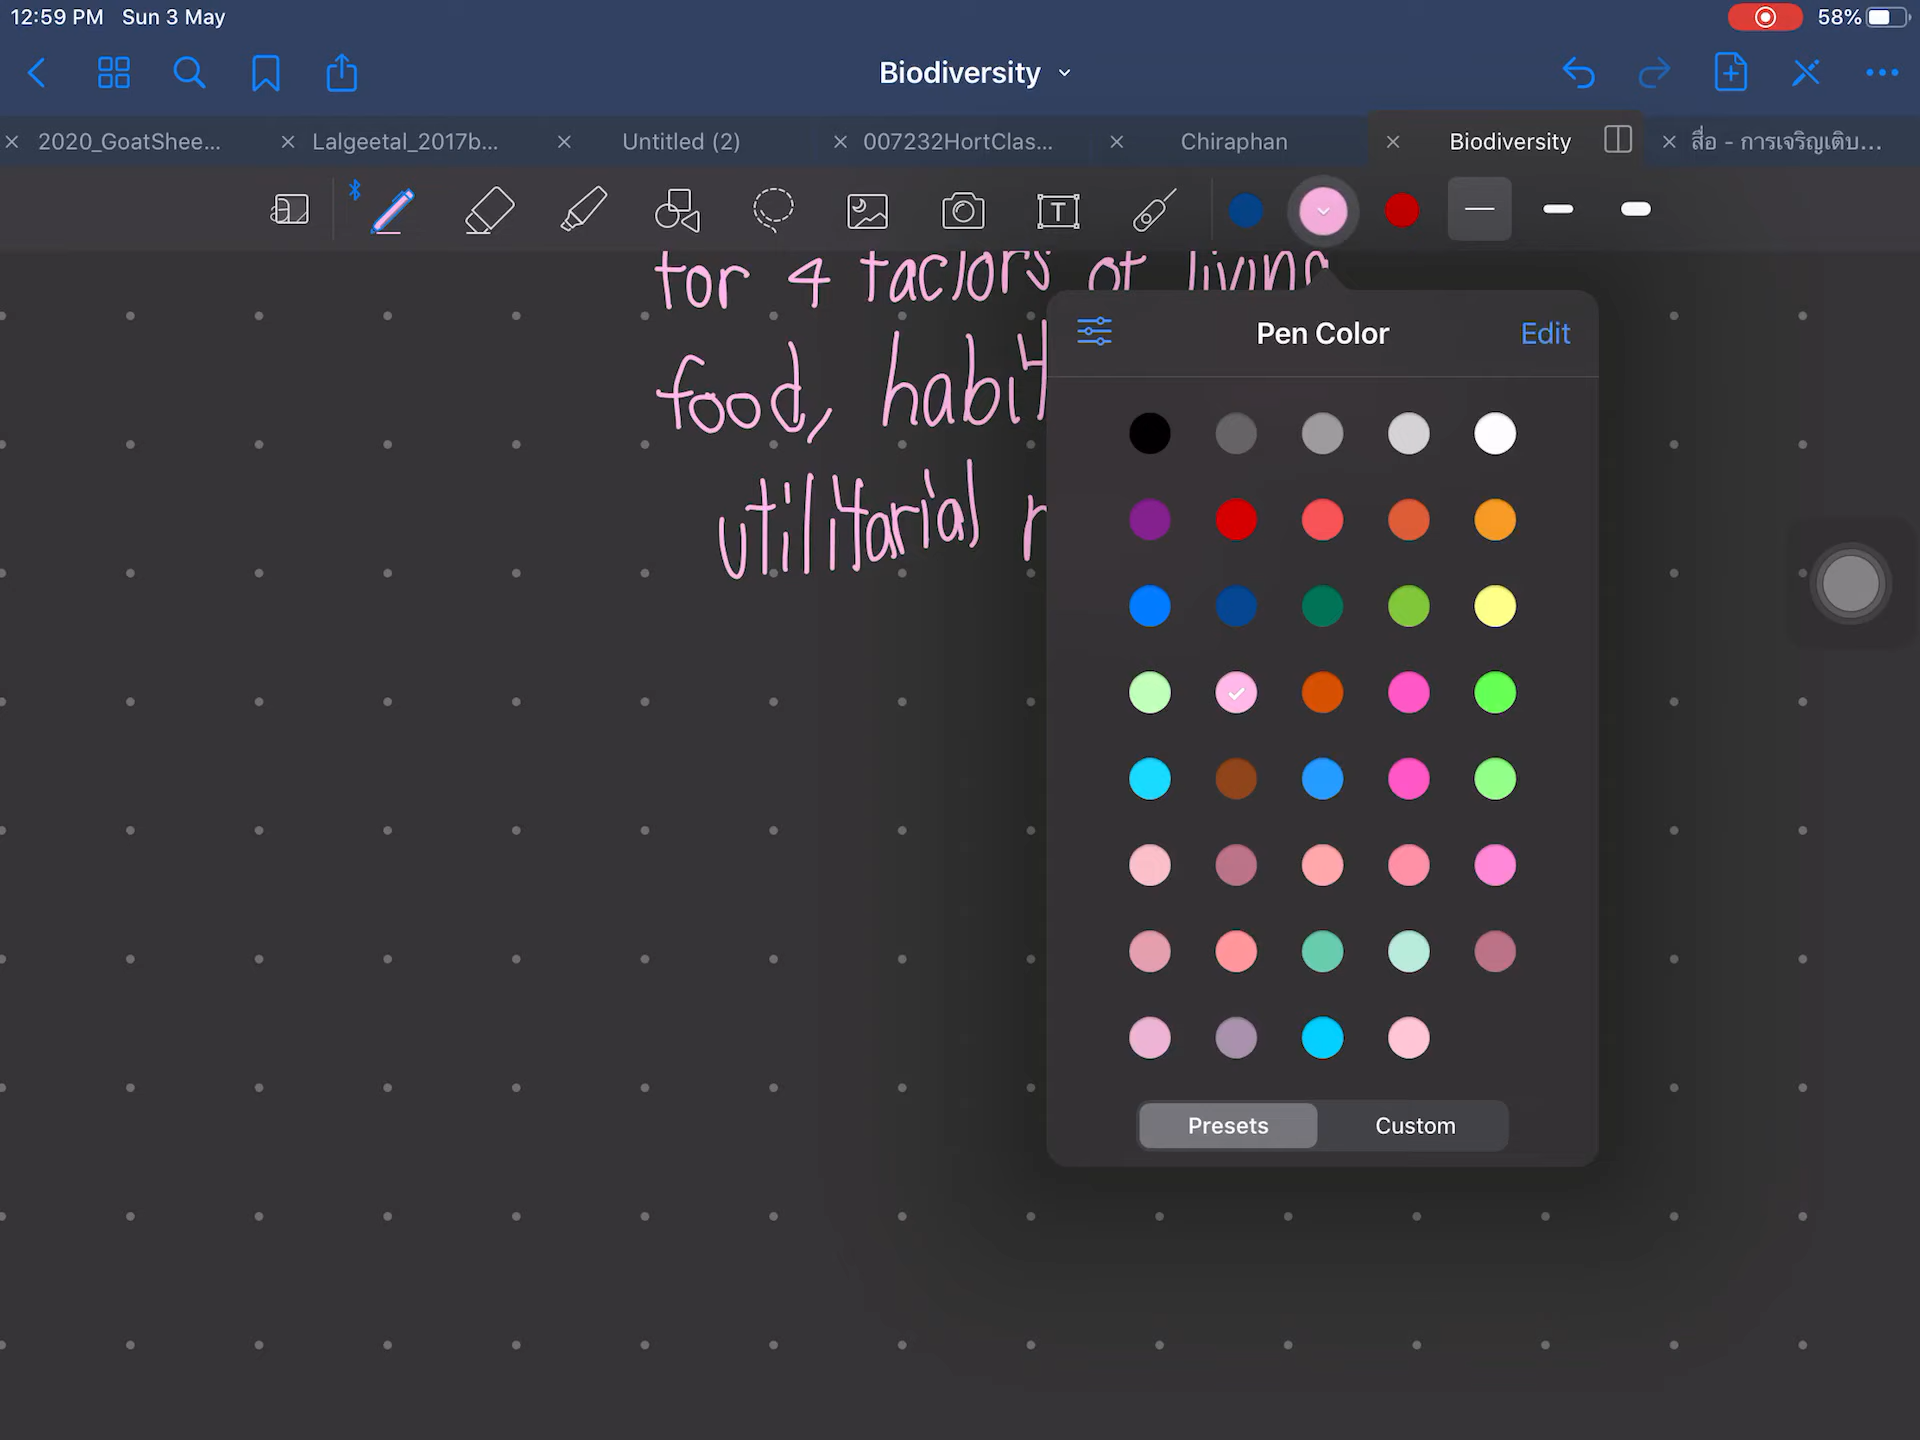 12:59 PM Sun 3 May
58%
Biodiversity
2020_GoatShee...
Lalgeetal_2017b...
Untitled (2)
007232HortClas...
Chiraphan
Biodiversity
สื่อ - การเจริญเติบ...
T
for 4 factors of living
Pen Color
Edit
food, habit
utilitarial r
Presets
Custom